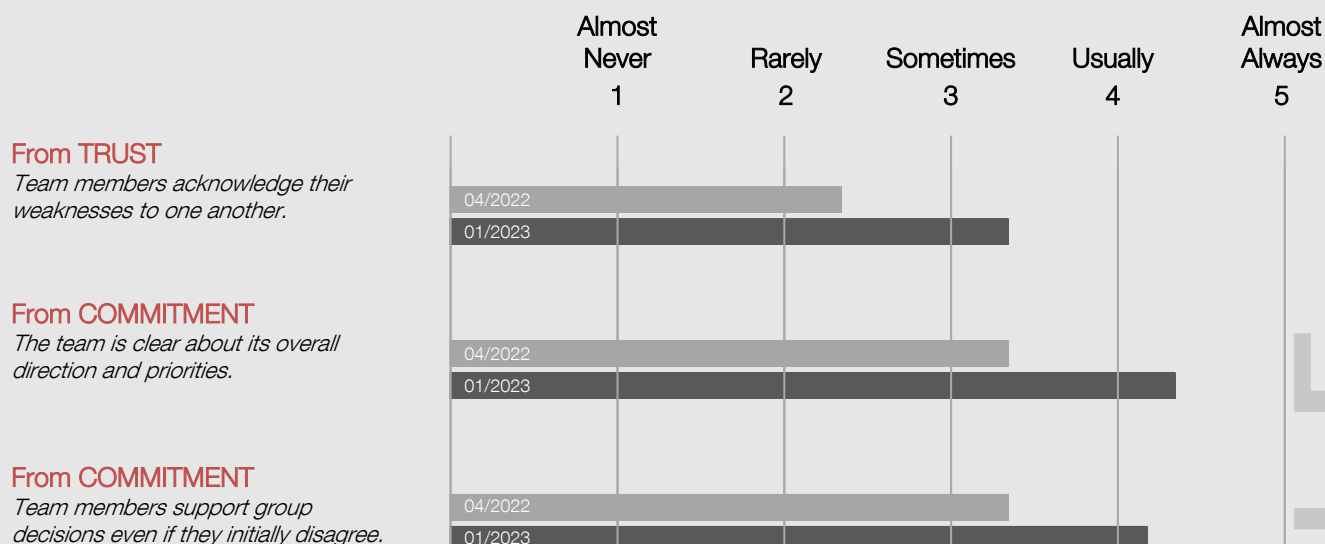 Almost
Never
Rarely
Sometimes
Usually
Almost
Always
1
2
3
4
5
From TRUST
Team members acknowledge their
weaknesses to one another.
04/2022
01/2023
From COMMITMENT
The team is clear about its overall
direction and priorities.
04/2022
01/2023
From COMMITMENT
Team members support group
decisions even if they initially disagree.
04/2022
01/2023